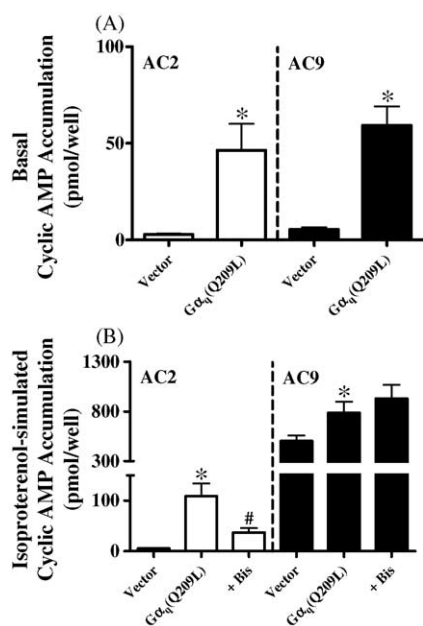 (A)
AC2
AC9
Basal
Cyclic AMP Accumulation
(pmol/well)
100
50
0
*
*
Vector
Gαq(Q209L)
Vector
Gαq(Q209L)
(B)
AC2
AC9
Isoproterenol-simulated
Cyclic AMP Accumulation
(pmol/well)
1300
800
300
100
0
*
#
*
Vector
Gαq(Q209L)
+ Bis
Vector
Gαq(Q209L)
+ Bis